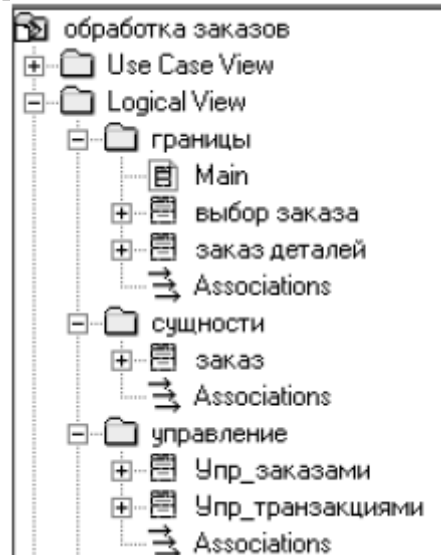 обработка заказов
Use Case View
Logical View
границы
Main
выбор заказа
заказ деталей
Associations
сущности
заказ
Associations
управление
Упр_заказами
Упр_транзакциями
Associations